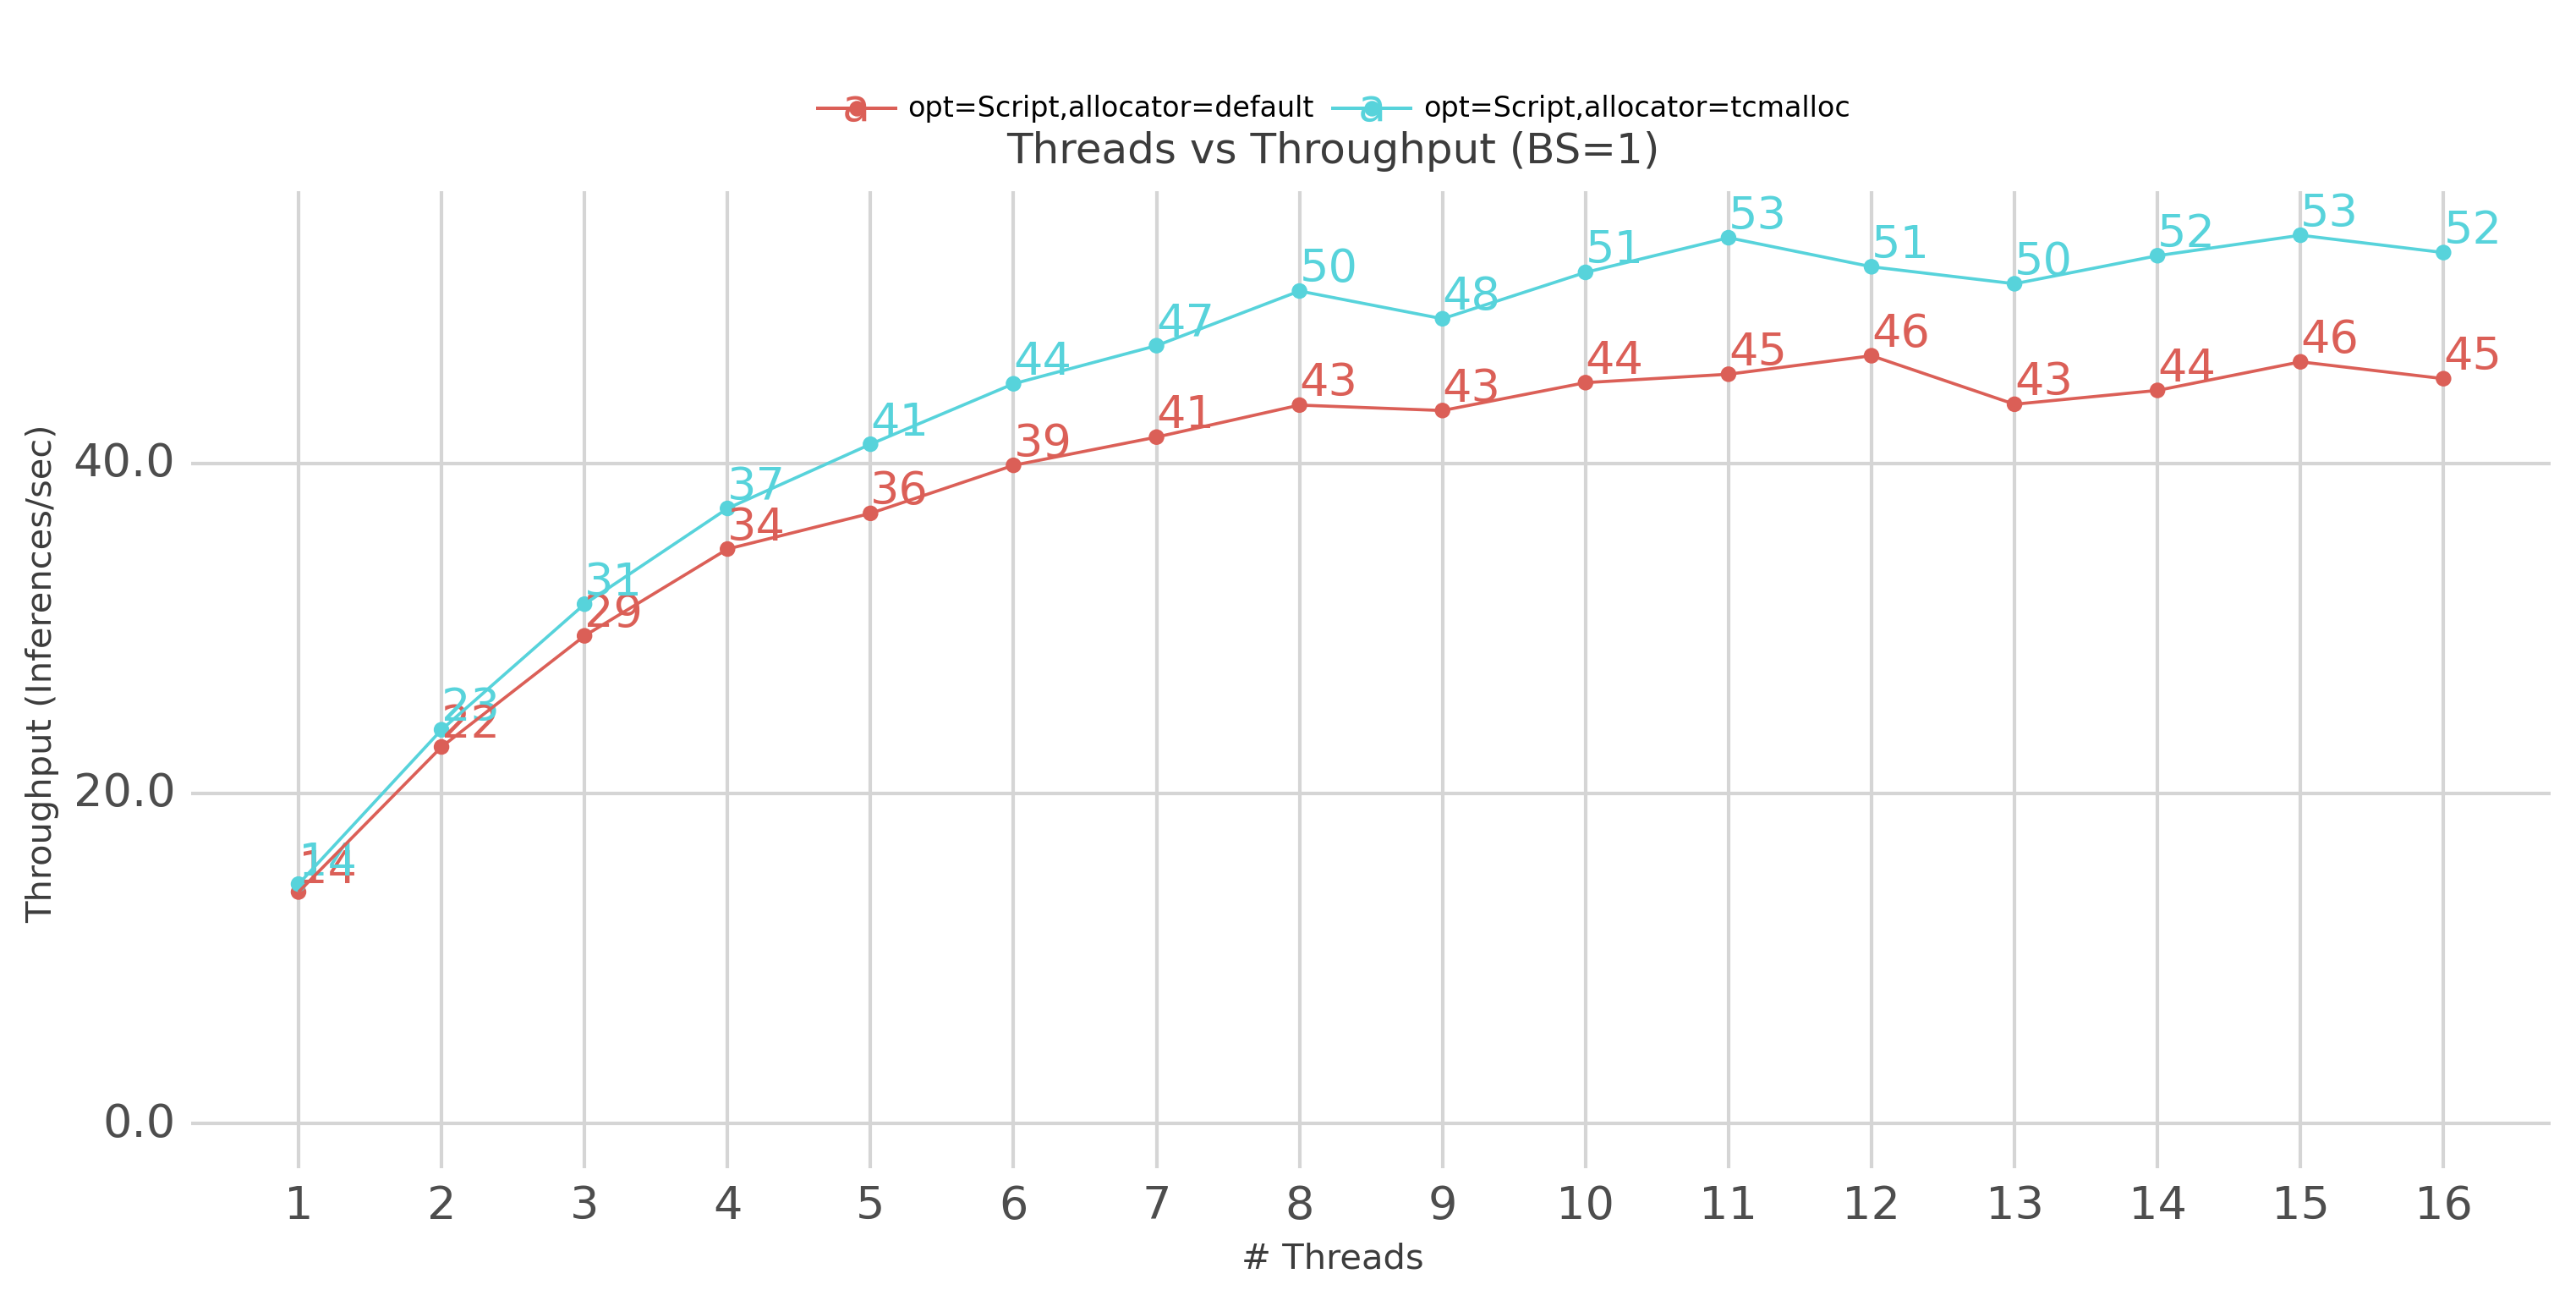 a opt=Script,allocator=default a opt=Script,allocator=tcmalloc
Threads vs Throughput (BS=1)
Throughput (Inferences/sec)
40.0
20.0
0.0
14 23 31 37 41 44 47 50 48 51 53 51 50 52 53 52
22 29 34 36 39 41 43 43 44 45 46 43 44 46 45
1 2 3 4 5 6 7 8 9 10 11 12 13 14 15 16
# Threads